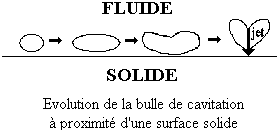 FLUIDE
jet
SOLIDE
Evolution de la bulle de cavitation
à proximité d'une surface solide